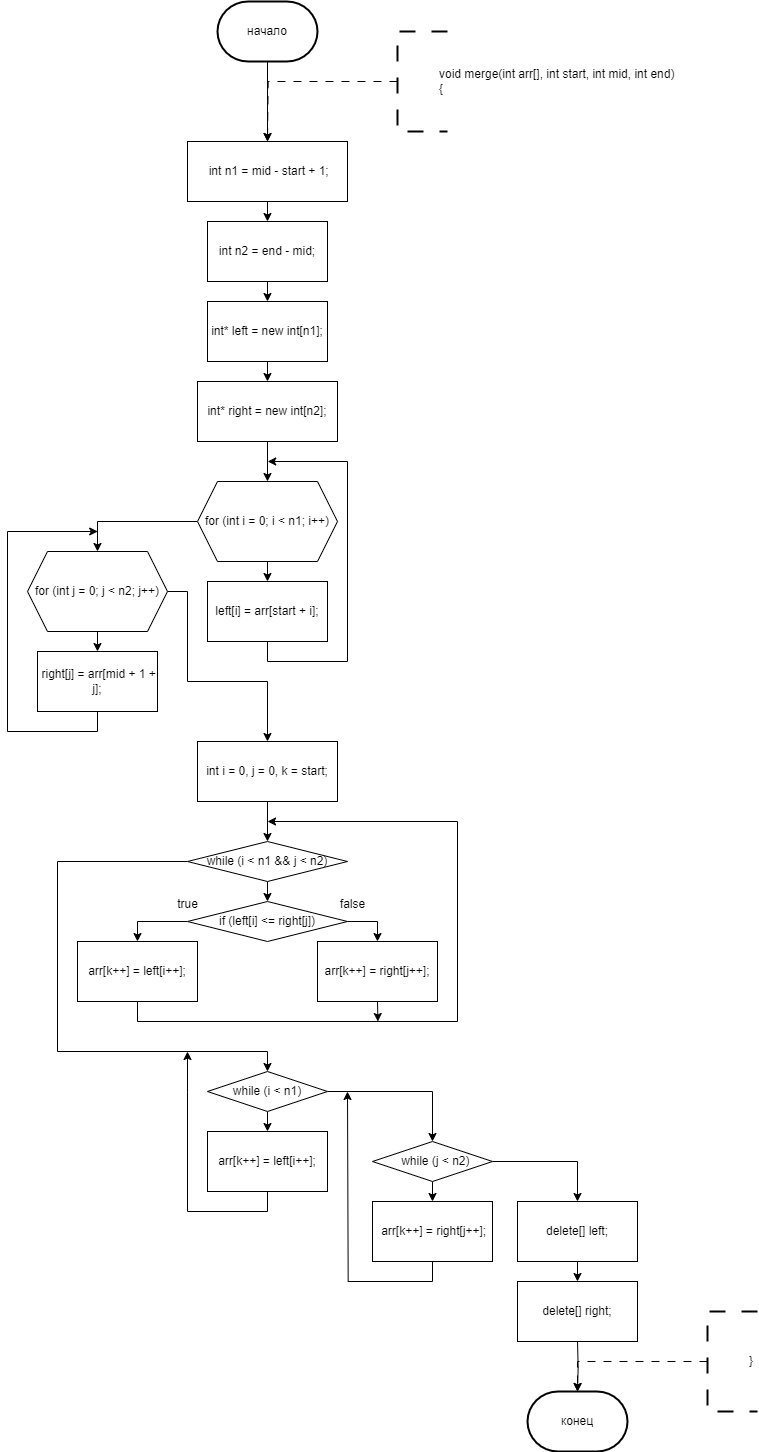 начало
void merge(int arr[], int start, int mid, int end)
{
int n1 = mid - start + 1;
int n2 = end - mid;
int* left = new int[n1];
int* right = new int[n2];
for (int i = 0; i < n1; i++)
for (int j = 0; j < n2; j++)
left[i] = arr[start + i];
right[j] = arr[mid + 1 +
j];
int i = 0, j = 0, k = start;
while (i < n1 && j < n2)
true
false
if (left[i] <= right[j])
arr[k++] = left[i++];
arr[k++] = right[j++];
while (i < n1)
arr[k++] = left[i++];
while (j < n2)
arr[k++] = right[j++];
delete[] left;
delete[] right;
}
конец